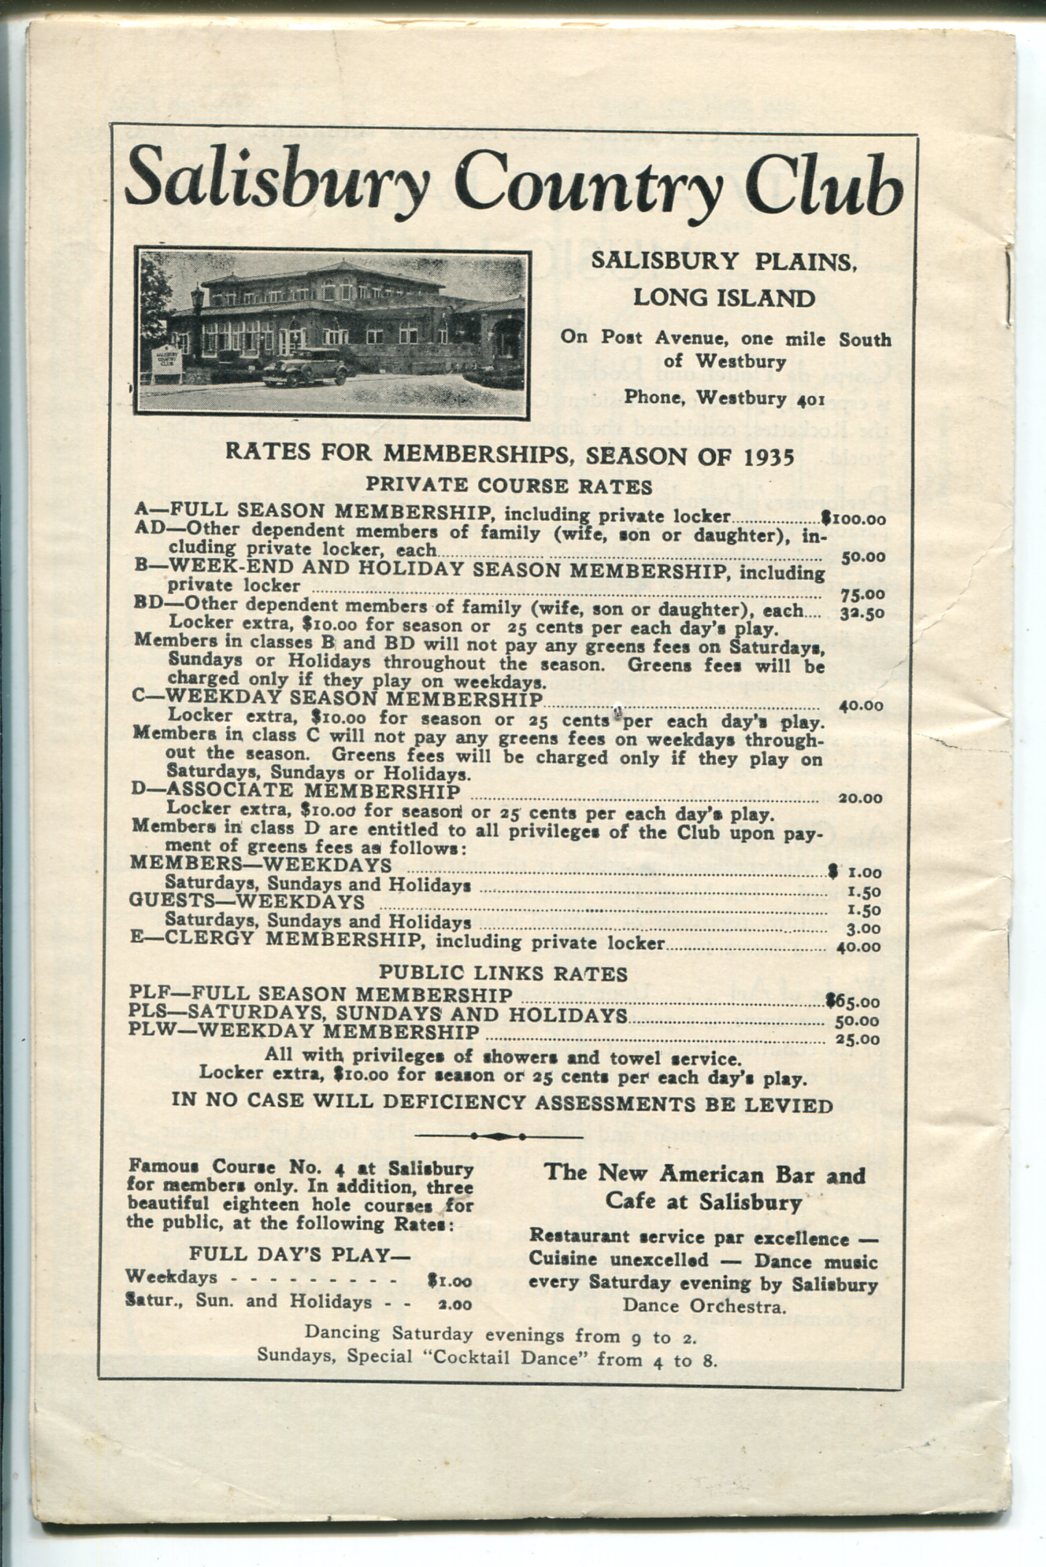 Salisbury Country Club
SALISBURY
COUNTRY
CLUB
SALISBURY PLAINS,
LONG ISLAND
On Post Avenue, one mile South
of Westbury
Phone, Westbury 401
RATES FOR MEMBERSHIPS, SEASON OF 1935
PRIVATE COURSE RATES
A—FULL SEASON MEMBERSHIP, including private locker....................$100.00
AD—Other dependent members of family (wife, son or daughter), in-
cluding private locker, each.................... 50.00
B—WEEK-END AND HOLIDAY SEASON MEMBERSHIP, including
private locker .................... 75.00
BD—Other dependent members of family (wife, son or daughter), each.... 32.50
Locker extra, $10.00 for season or 25 cents per each day's play.
Members in classes B and BD will not pay any greens fees on Saturdays,
Sundays or Holidays throughout the season. Greens fees will be
charged only if they play on weekdays.
C—WEEKDAY SEASON MEMBERSHIP.................... 40.00
Locker extra, $10.00 for season or 25 cents per each day's play.
Members in class C will not pay any greens fees on weekdays through-
out the season. Greens fees will be charged only if they play on
Saturdays, Sundays or Holidays.
D—ASSOCIATE MEMBERSHIP .................... 20.00
Locker extra, $10.00 for season or 25 cents per each day's play.
Members in class D are entitled to all privileges of the Club upon pay-
ment of greens fees as follows:
MEMBERS—WEEKDAYS ....................$ 1.00
Saturdays, Sundays and Holidays .................... 1.50
GUESTS—WEEKDAYS .................... 1.50
Saturdays, Sundays and Holidays .................... 3.00
E—CLERGY MEMBERSHIP, including private locker.................... 40.00
PUBLIC LINKS RATES
PLF—FULL SEASON MEMBERSHIP ....................$65.00
PLS—SATURDAYS, SUNDAYS AND HOLIDAYS.................... 50.00
PLW—WEEKDAY MEMBERSHIP .................... 25.00
All with privileges of showers and towel service.
Locker extra, $10.00 for season or 25 cents per each day's play.
IN NO CASE WILL DEFICIENCY ASSESSMENTS BE LEVIED
Famous Course No. 4 at Salisbury
for members only. In addition, three
beautiful eighteen hole courses for
the public, at the following Rates:
FULL DAY'S PLAY—
Weekdays - - - - - - - - - $1.00
Satur., Sun. and Holidays - - 2.00
The New American Bar and
Cafe at Salisbury
Restaurant service par excellence —
Cuisine unexcelled — Dance music
every Saturday evening by Salisbury
Dance Orchestra.
Dancing Saturday evenings from 9 to 2.
Sundays, Special "Cocktail Dance" from 4 to 8.